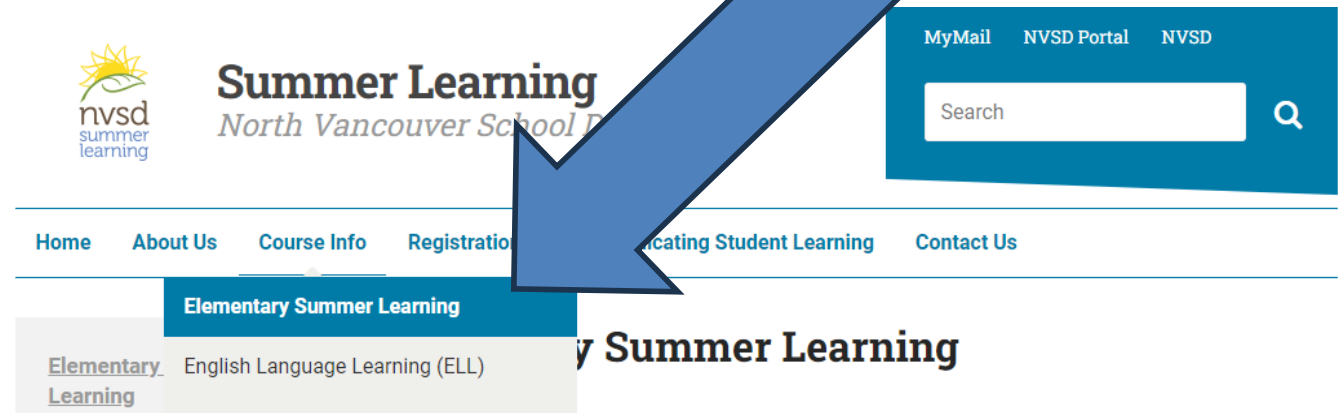 MyMail NVSD Portal NVSD
nvsd
summer
learning
Summer Learning
North Vancouver School
Search
Home About Us Course Info Registration Student Learning Contact Us
Elementary Summer Learning
English Language Learning (ELL)
Elementary
Learning
Summer Learning